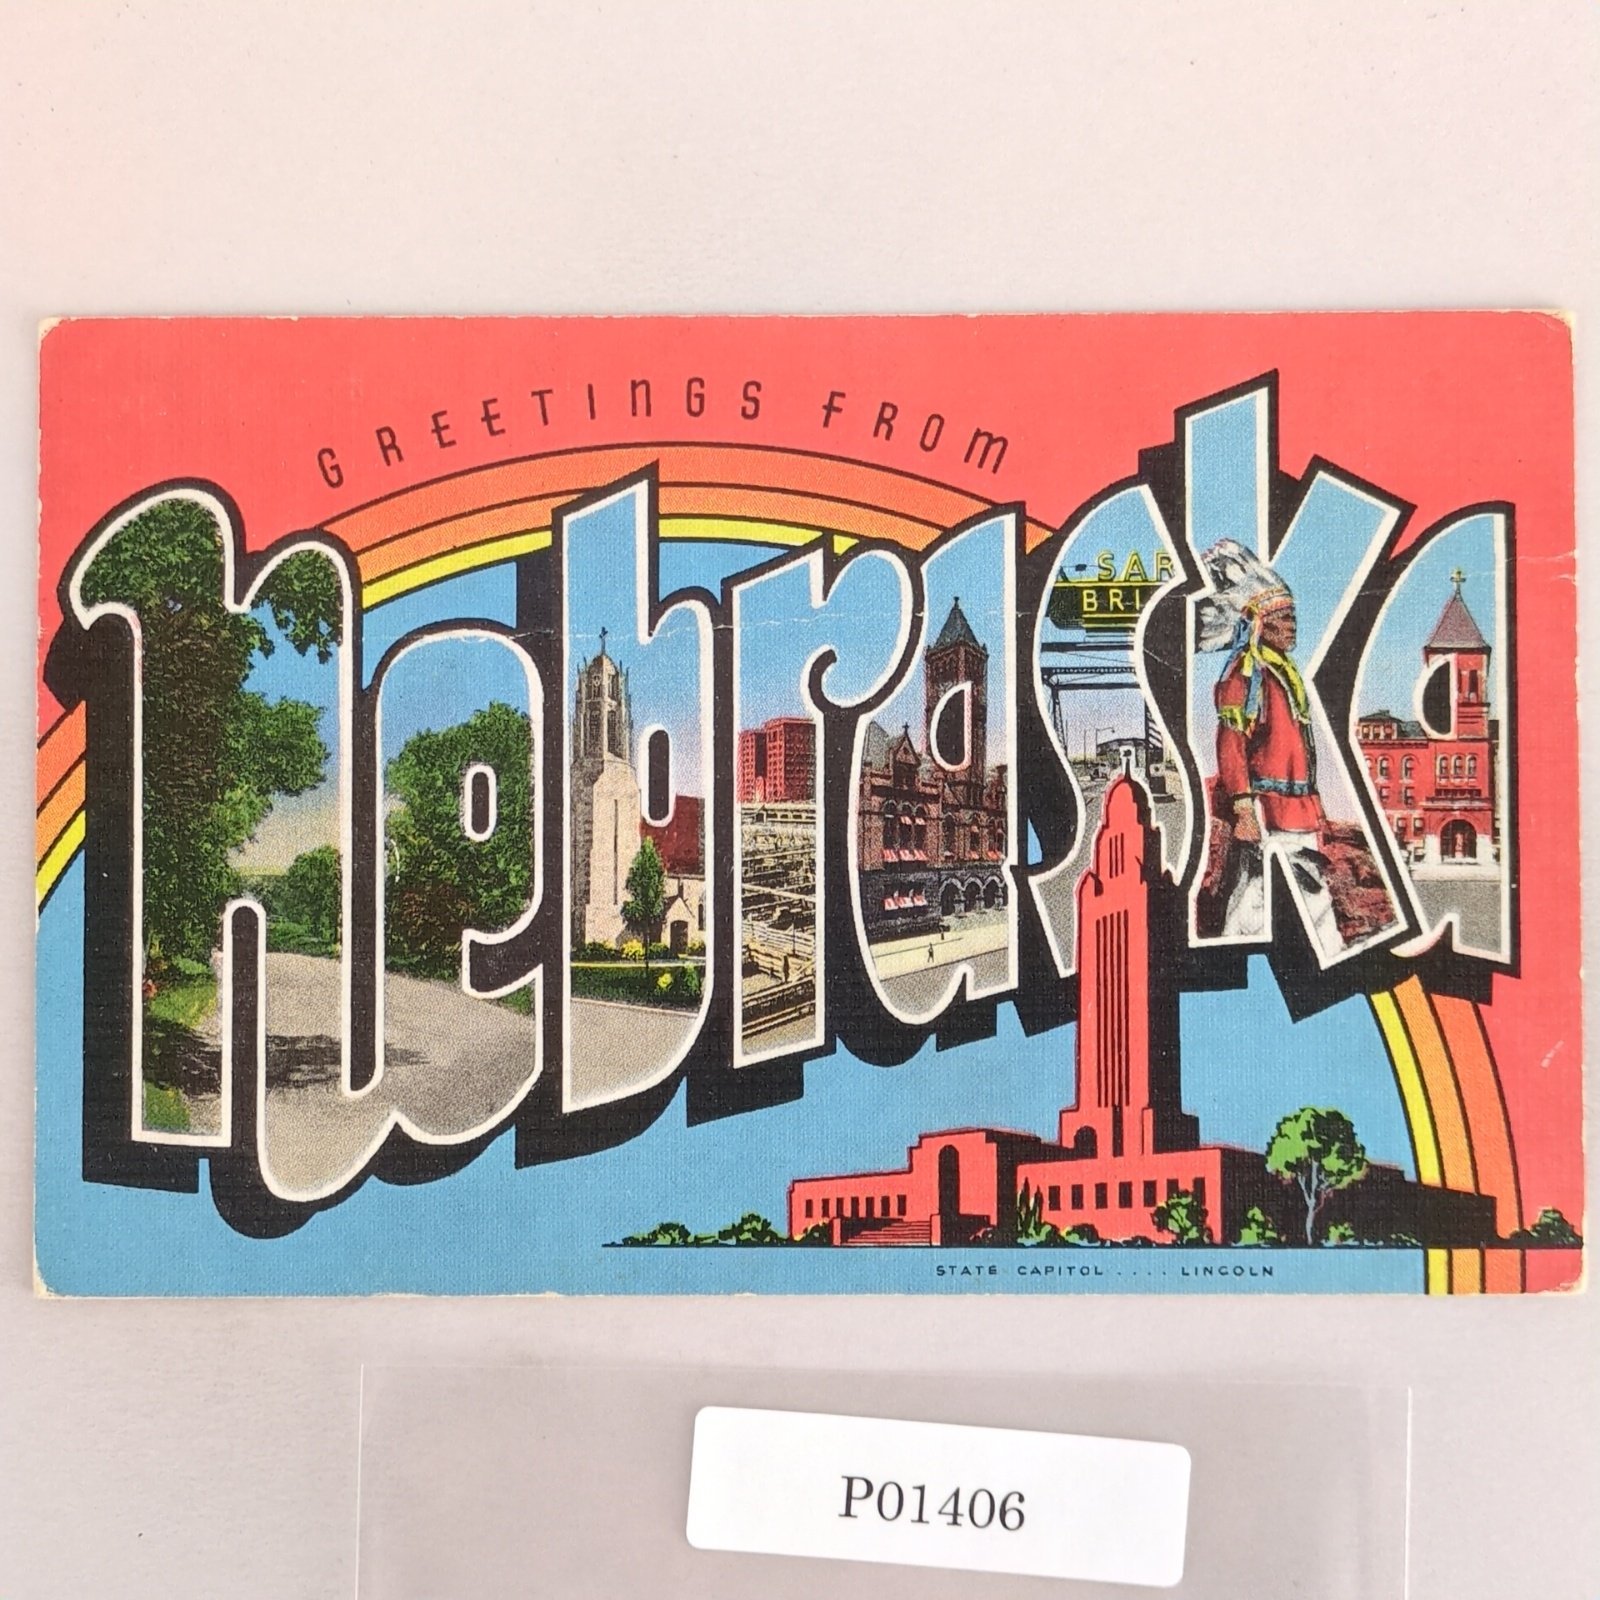 GREETINGS FROM
Nebraska
SAR
BRI
STATE CAPITOL .... LINCOLN
P01406